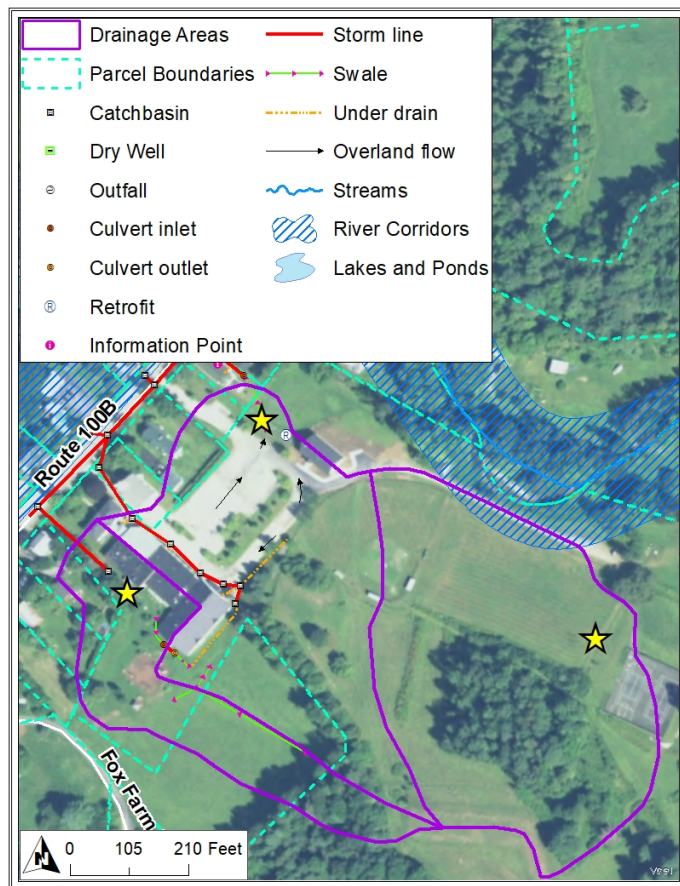 Drainage Areas
Parcel Boundaries
Catchbasin
Dry Well
Outfall
Culvert inlet
Culvert outlet
Retrofit
Information Point
Storm line
Swale
Under drain
Overland flow
Streams
River Corridors
Lakes and Ponds
R
i
i
R
Route 100B
Fox Farm
N
0 105 210 Feet